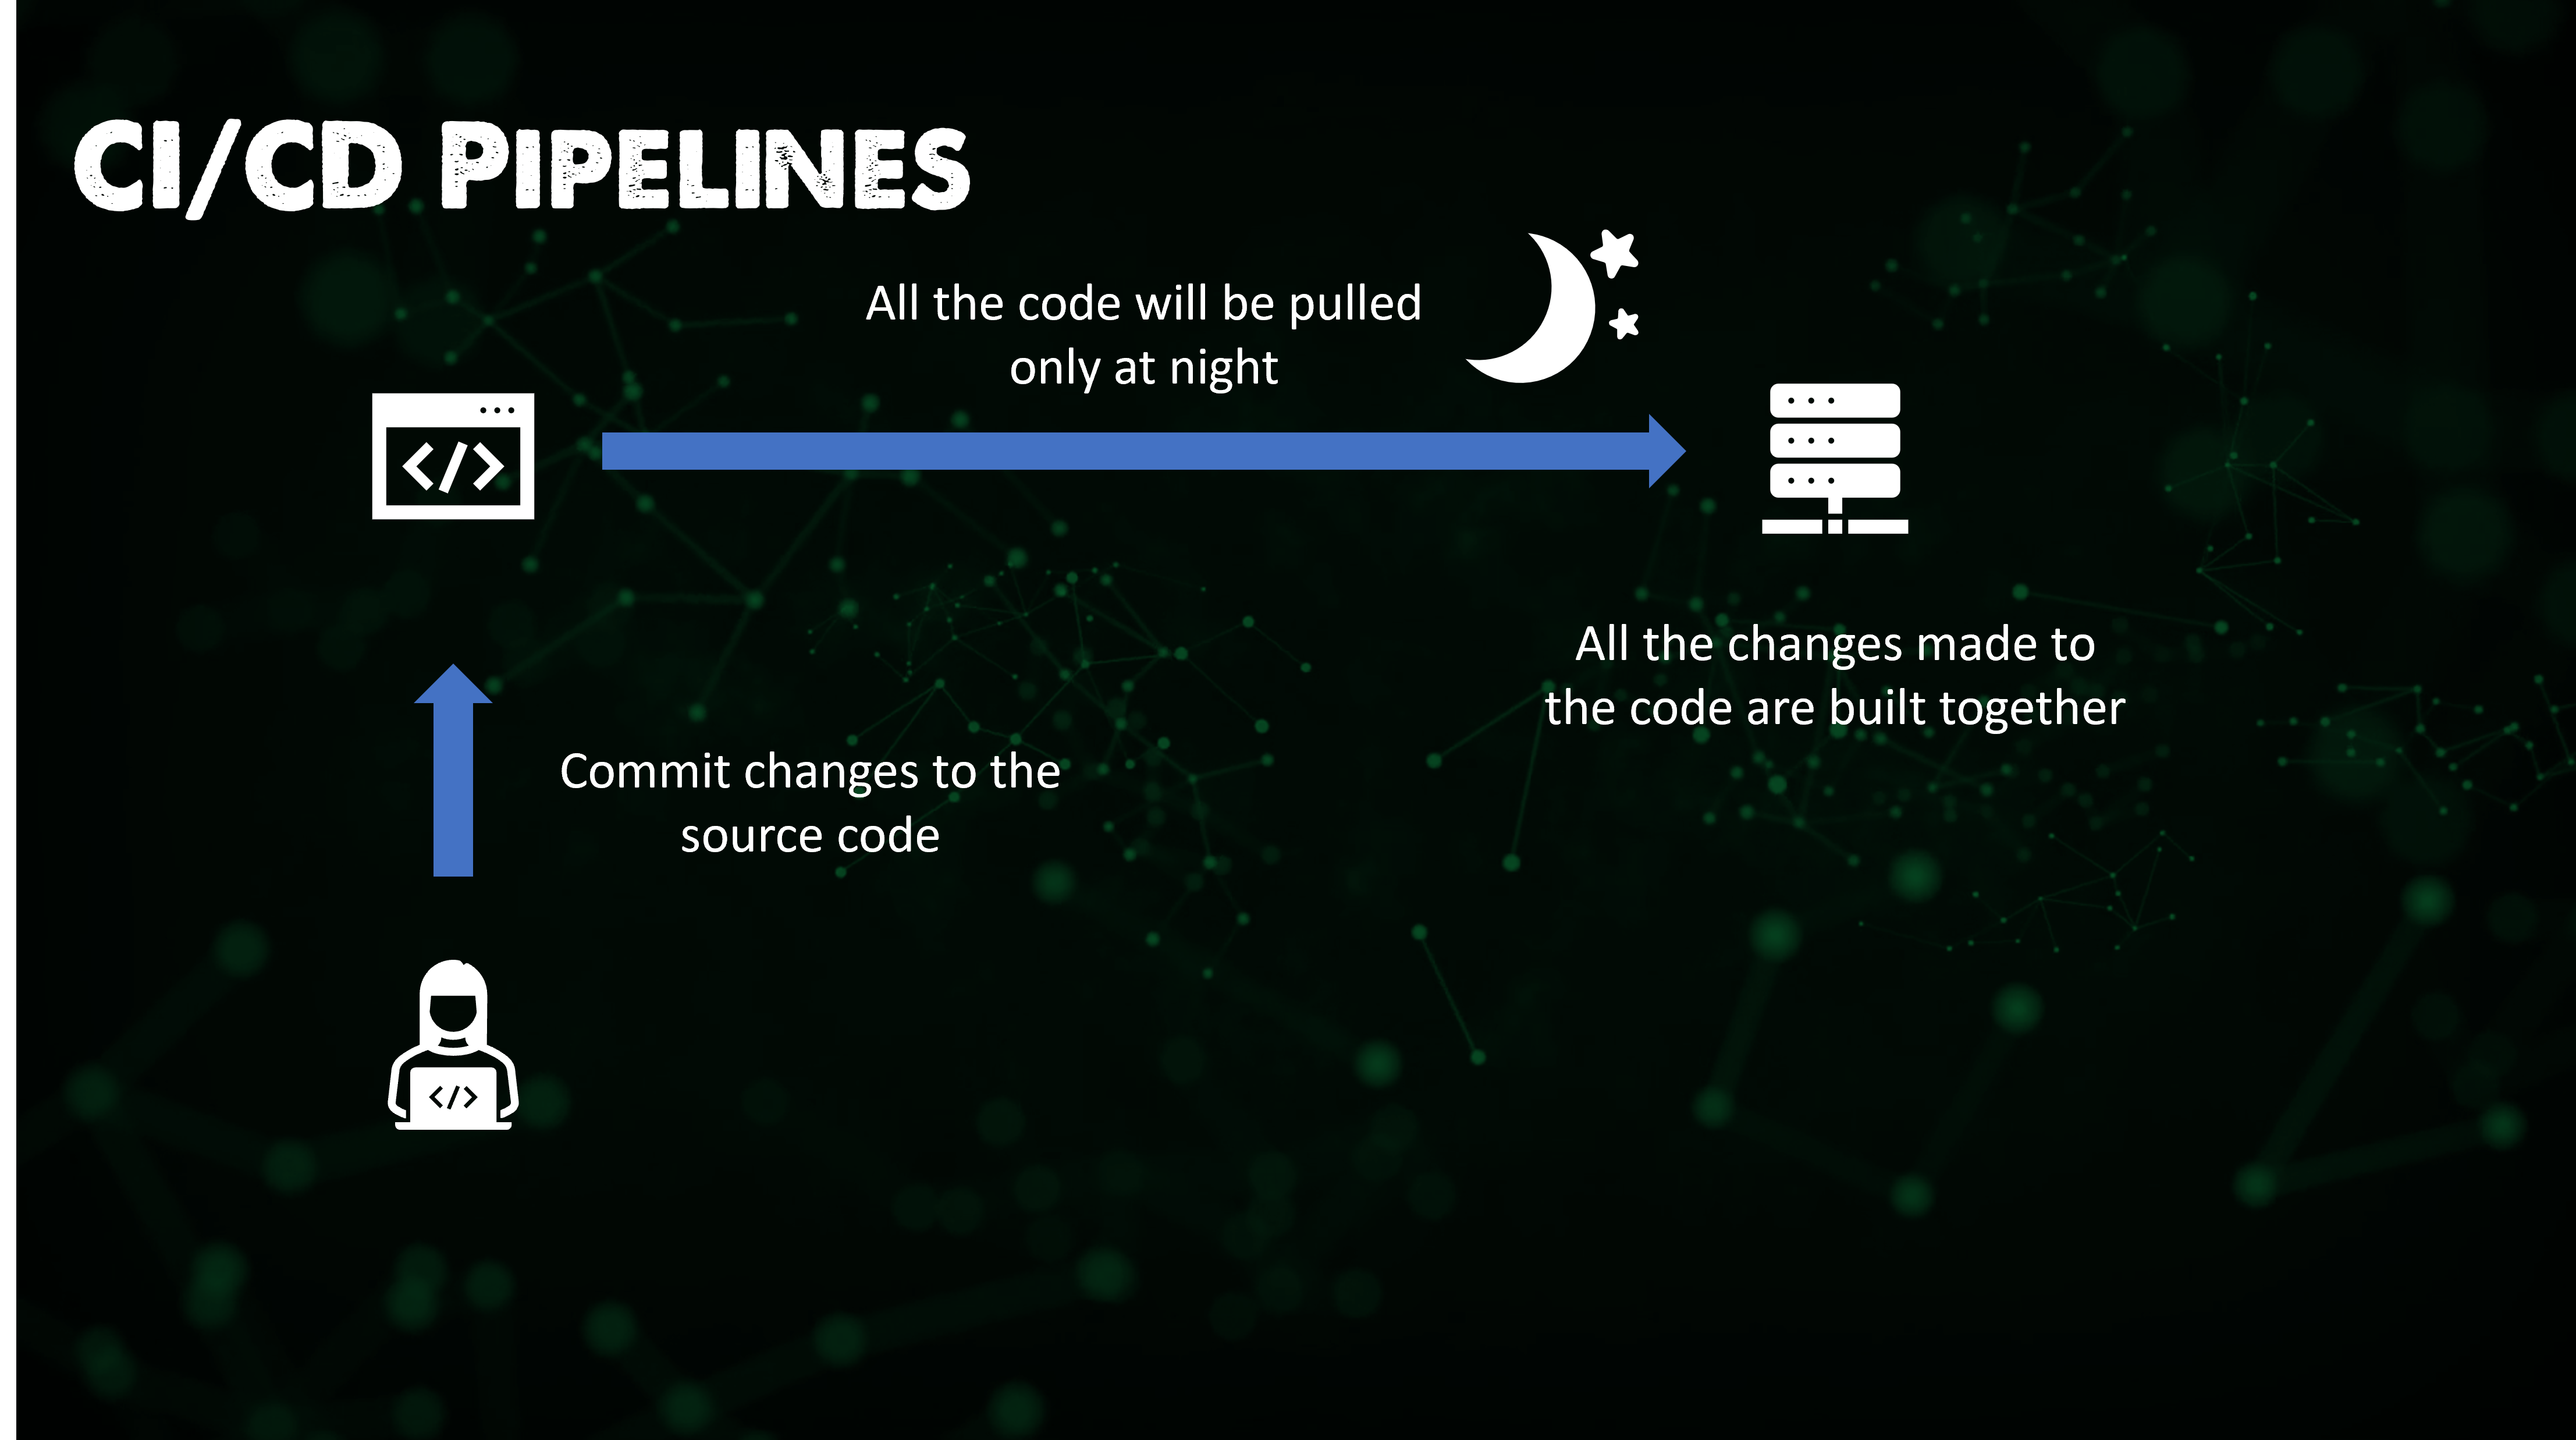 CI/CD PIPELINES
All the code will be pulled
only at night
</>
All the changes made to
the code are built together
Commit changes to the
source code
</>